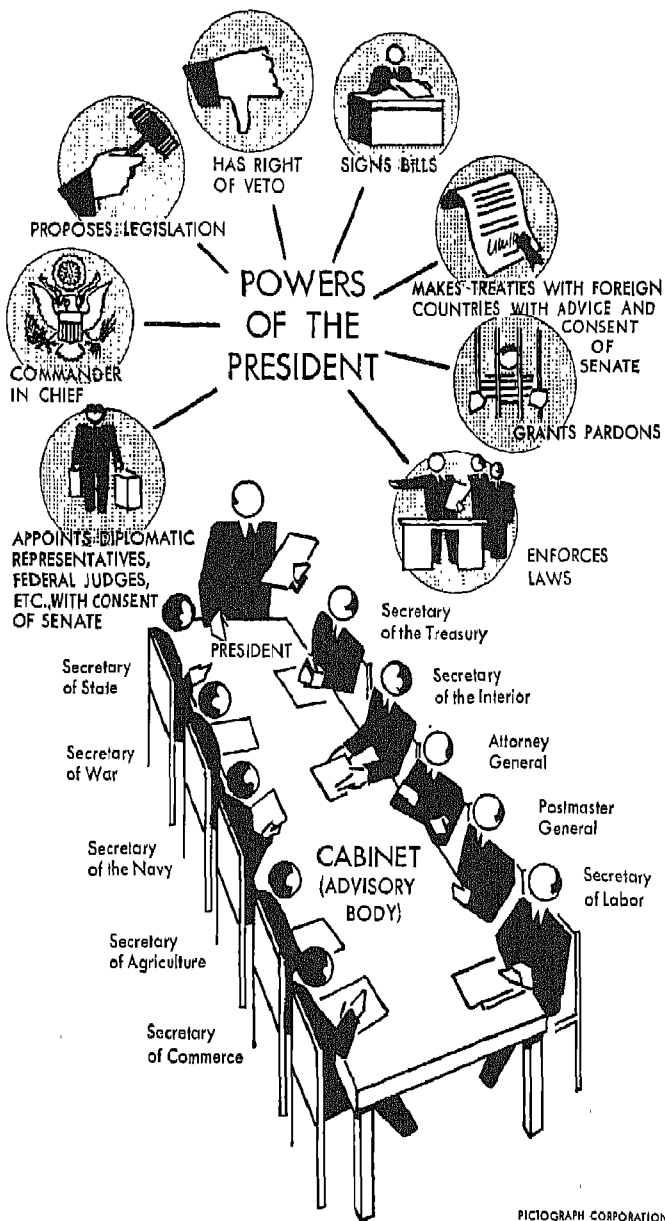 HAS RIGHT
OF VETO
SIGNS BILLS
PROPOSES LEGISLATION
MAKES TREATIES WITH FOREIGN
COUNTRIES WITH ADVICE AND
CONSENT
OF
SENATE
POWERS
OF THE
PRESIDENT
COMMANDER
IN CHIEF
GRANTS PARDONS
APPOINTS DIPLOMATIC
REPRESENTATIVES,
FEDERAL JUDGES,
ETC., WITH CONSENT
OF SENATE
ENFORCES
LAWS
PRESIDENT
Secretary
of the Treasury
Secretary
of State
Secretary
of the Interior
Secretary
of War
Attorney
General
Secretary
of the Navy
Postmaster
General
CABINET
(ADVISORY
BODY)
Secretary
of Labor
Secretary
of Agriculture
Secretary
of Commerce
PICTOGRAPH CORPORATION